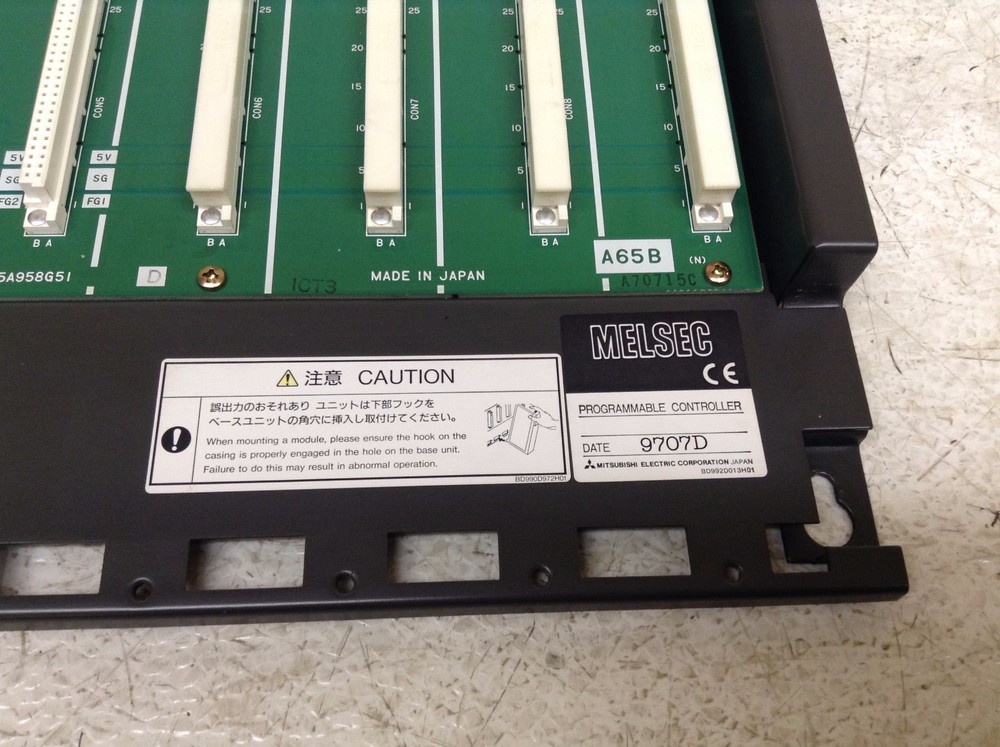 25 25 25 25 25 25
20 20 20 20
15 15 15
CON5 CON6 CON7 CON8
10 10 10
5V 5V
5 5 5
SG SG
FG2 FG1
B A B A B A B A B A
A65B (N)
5A958G51 D MADE IN JAPAN
1CT3 A70715C
MELSEC
CE
注意 CAUTION
誤出力のおそれあり ユニットは下部フックを
ベースユニットの角穴に挿入し取付けてください。
When mounting a module, please ensure the hook on the
casing is properly engaged in the hole on the base unit.
Failure to do this may result in abnormal operation.
BD990D972H01
PROGRAMMABLE CONTROLLER
DATE 9707D
MITSUBISHI ELECTRIC CORPORATION JAPAN
BD992D013H01